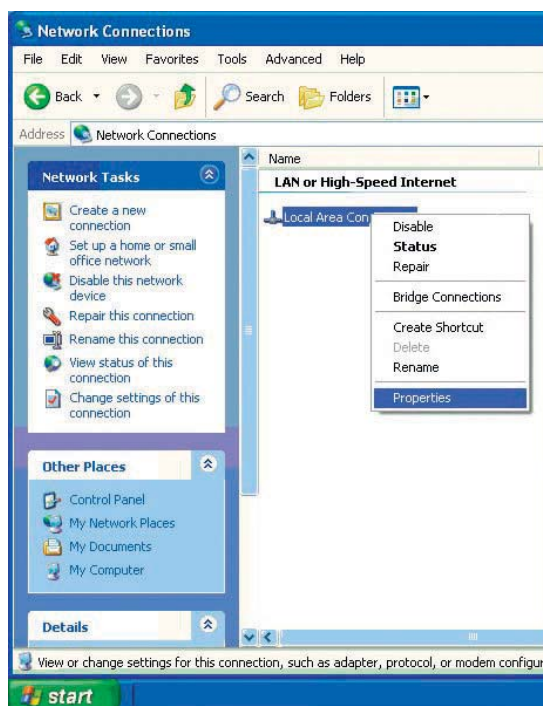 Network Connections
File Edit View Favorites Tools Advanced Help
Back Search Folders
Address Network Connections
Network Tasks
Create a new
connection
Set up a home or small
office network
Disable this network
device
Repair this connection
Rename this connection
View status of this
connection
Change settings of this
connection
Other Places
Control Panel
My Network Places
My Documents
My Computer
Details
Name
LAN or High-Speed Internet
Local Area Con
Disable
Status
Repair
Bridge Connections
Create Shortcut
Delete
Rename
Properties
View or change settings for this connection, such as adapter, protocol, or modem configur
start